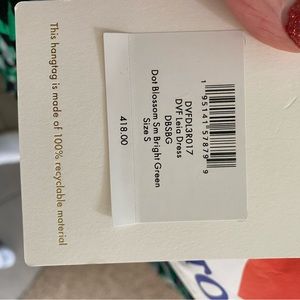 DVFDL3R017
DVF Leia Dress
DBSBG
Dot Blossom Sm Bright Green
Size S
418.00
1 95141 57879 9
This hangtag is made of 100% recyclable material
ro